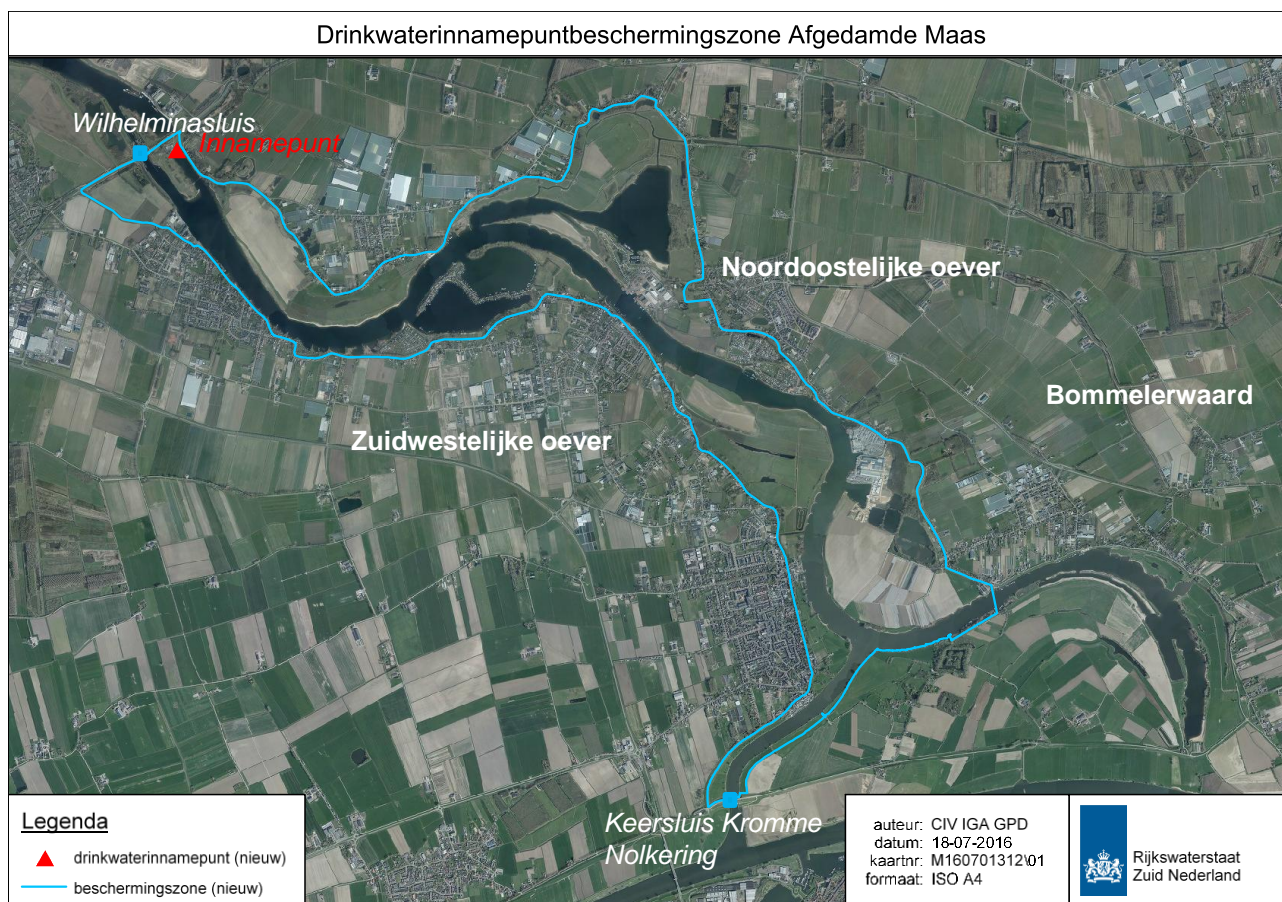 Drinkwaterinnamepuntbeschermingszone Afgedamde Maas
Wilhelminasluis
Innamepunt
Noordoostelijke oever
Bommelerwaard
Zuidwestelijke oever
Keersluis Kromme
Nolkering
Legenda
drinkwaterinnamepunt (nieuw)
beschermingszone (nieuw)
auteur: CIV IGA GPD
datum: 18-07-2016
kaartnr: M160701312\01
formaat: ISO A4
Rijkswaterstaat
Zuid Nederland